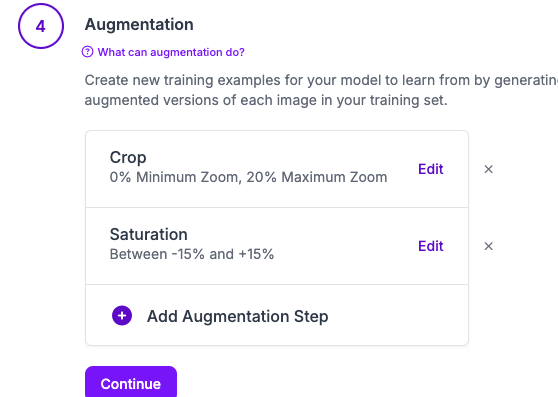 4
Augmentation
What can augmentation do?
Create new training examples for your model to learn from by generatin
augmented versions of each image in your training set.
Crop
0% Minimum Zoom, 20% Maximum Zoom
Edit
Saturation
Between -15% and +15%
Edit
Add Augmentation Step
Continue